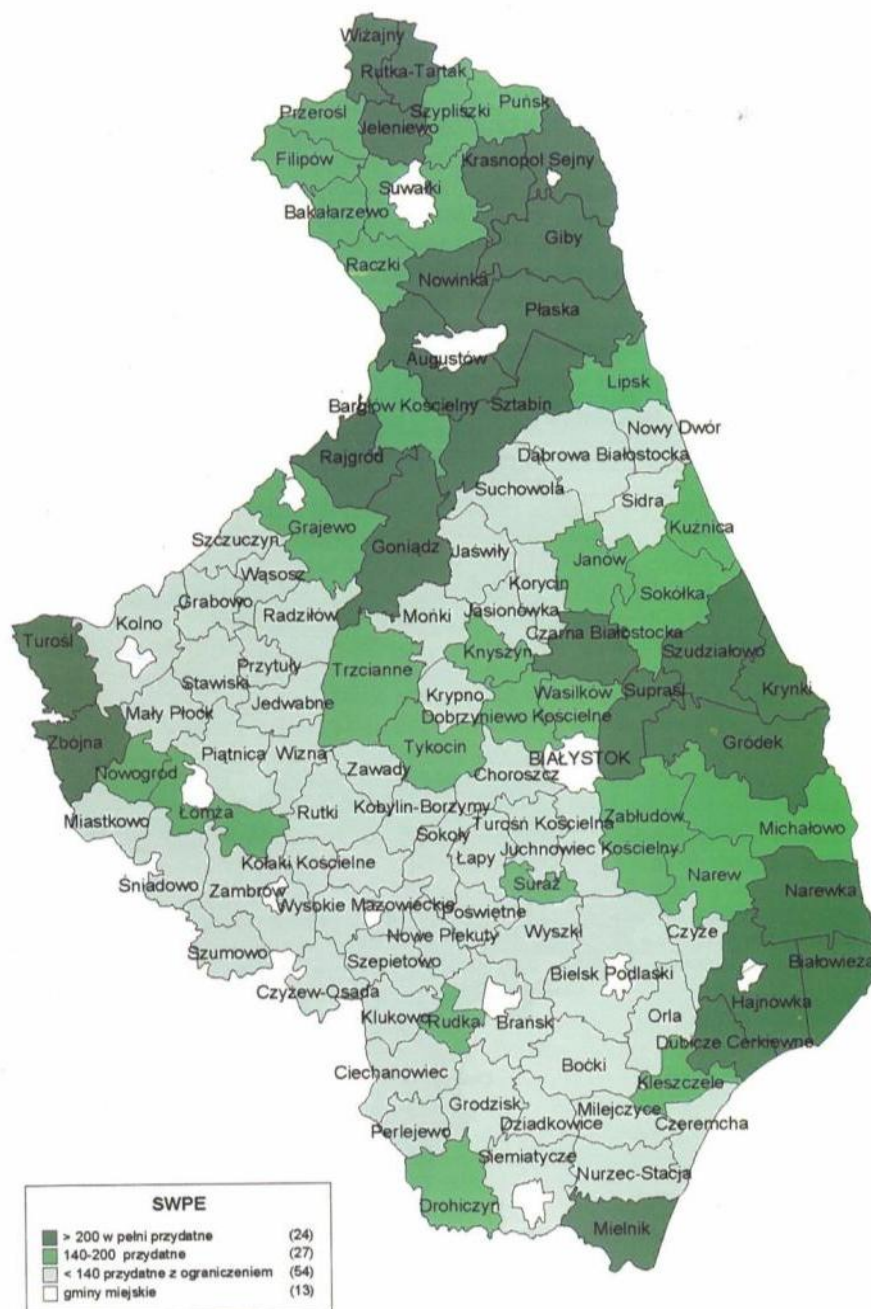 Wiżajny
Rutka-Tartak
Puńsk
Przerośl
Szypliszki
Jeleniewo
Filipów
Krasnopol Sejny
Suwałki
Bakałarzewo
Giby
Raczki
Nowinka
Płaska
Augustów
Lipsk
Bargłów Kościelny
Sztabin
Nowy Dwór
Rajgród
Dąbrowa Białostocka
Suchowola
Sidra
Grajewo
Kuźnica
Szczuczyn
Goniądz
Jaświły
Janów
Wąsosz
Korycin
Sokółka
Grabowo
Radziłów
Mońki
Jasionówka
Kolno
Czarna Białostocka
Turośl
Przytuły
Trzcianne
Knyszyn
Szudziałowo
Stawiski
Krypno
Wasilków
Supraśl
Krynki
Mały Płock
Jedwabne
Dobrzyniewo Kościelne
Zbójna
Piątnica
Wizna
Tykocin
BIAŁYSTOK
Gródek
Nowogród
Zawady
Choroszcz
Miastkowo
Łomża
Rutki
Kobylin-Borzymy
Zabłudów
Turośń Kościelna
Michałowo
Sokoły
Juchnowiec Kościelny
Kołaki Kościelne
Łapy
Narew
Śniadowo
Zambrów
Suraż
Narewka
Wysokie Mazowieckie
Poświętne
Nowe Piekuty
Wyszki
Czyże
Szumowo
Szepietowo
Bielsk Podlaski
Białowieża
Czyżew-Osada
Hajnówka
Klukowo
Rudka
Brańsk
Orla
Dubicze Cerkiewne
Ciechanowiec
Boćki
Kleszczele
Grodzisk
Milejczyce
Perlejewo
Dziadkowice
Czeremcha
Siemiatycze
Nurzec-Stacja
Drohiczyn
Mielnik
SWPE
> 200 w pełni przydatne (24)
140-200 przydatne (27)
< 140 przydatne z ograniczeniem (54)
gminy miejskie (13)